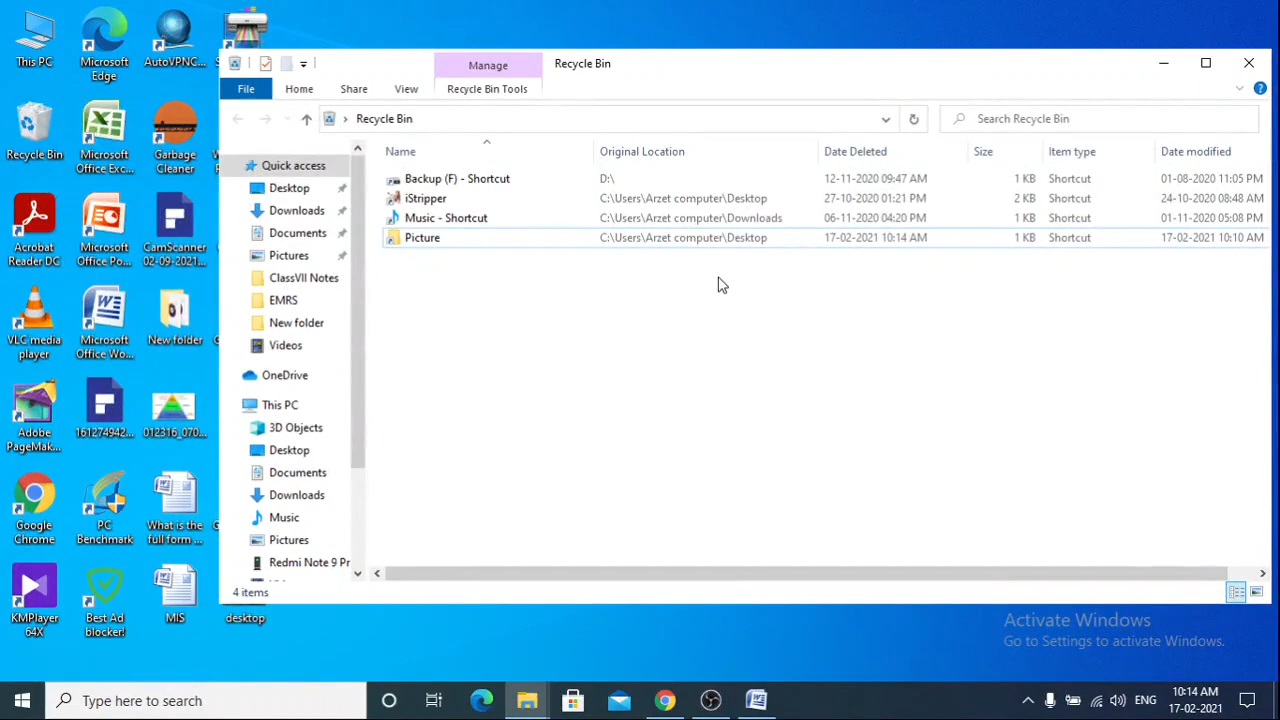 This PC
Microsoft
Edge
AutoVPNC...
Recycle Bin
Microsoft
Office Exc...
Garbage
Cleaner
Acrobat
Reader DC
Microsoft
Office Po...
CamScanner
02-09-2021...
VLC media
player
Microsoft
Office Wo...
New folder
Adobe
PageMak...
161274942...
012316_070...
Google
Chrome
PC
Benchmark
What is the
full form ...
KMPlayer
64X
Best Ad
blocker!
MIS
desktop
Manage
Recycle Bin
File
Home
Share
View
Recycle Bin Tools
Recycle Bin
Search Recycle Bin
Quick access
Desktop
Downloads
Documents
Pictures
ClassVII Notes
EMRS
New folder
Videos
OneDrive
This PC
3D Objects
Desktop
Documents
Downloads
Music
Pictures
Redmi Note 9 Pr
Name Original Location Date Deleted Size Item type Date modified
Backup (F) - Shortcut D:\ 12-11-2020 09:47 AM 1 KB Shortcut 01-08-2020 11:05 PM
iStripper C:\Users\Arzet computer\Desktop 27-10-2020 01:21 PM 2 KB Shortcut 24-10-2020 08:48 AM
Music - Shortcut C:\Users\Arzet computer\Downloads 06-11-2020 04:20 PM 1 KB Shortcut 01-11-2020 05:08 PM
Picture C:\Users\Arzet computer\Desktop 17-02-2021 10:14 AM 1 KB Shortcut 17-02-2021 10:10 AM
4 items
Activate Windows
Go to Settings to activate Windows.
Type here to search
ENG
10:14 AM
17-02-2021